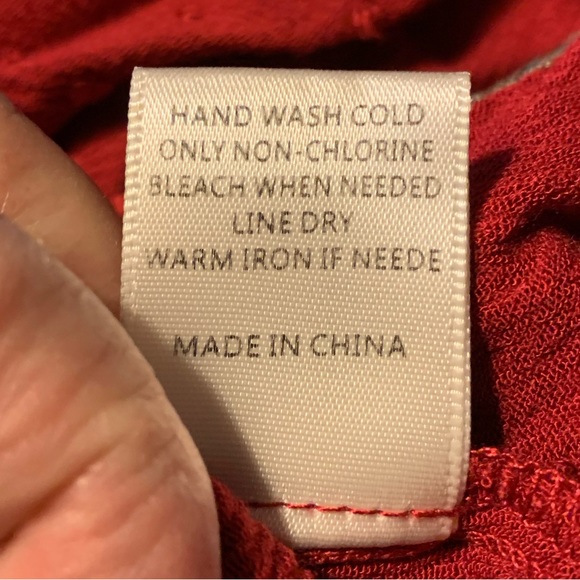 HAND WASH COLD
ONLY NON-CHLORINE
BLEACH WHEN NEEDED
LINE DRY
WARM IRON IF NEEDE
MADE IN CHINA